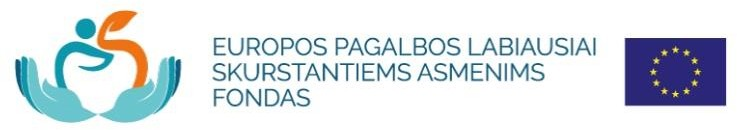 EUROPOS PAGALBOS LABIAUSIAI
SKURSTANTIEMS ASMENIMS
FONDAS